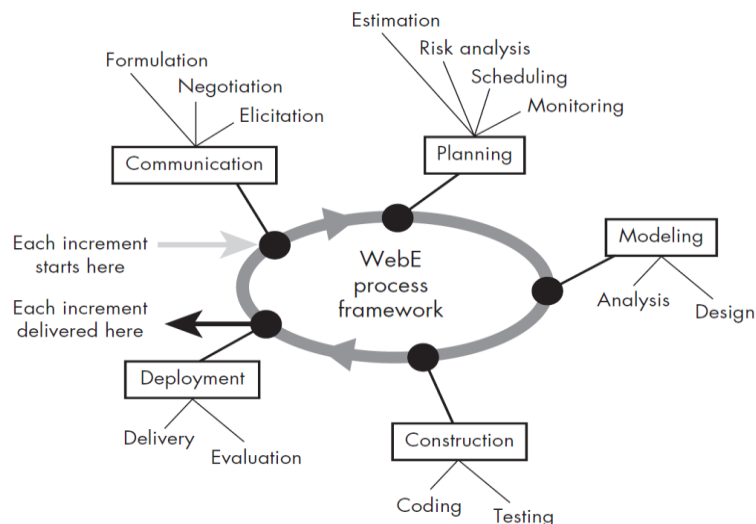 Estimation
Risk analysis
Scheduling
Monitoring
Formulation
Negotiation
Elicitation
Communication
Planning
Each increment
starts here
WebE
process
framework
Modeling
Analysis
Design
Each increment
delivered here
Deployment
Delivery
Evaluation
Construction
Coding
Testing